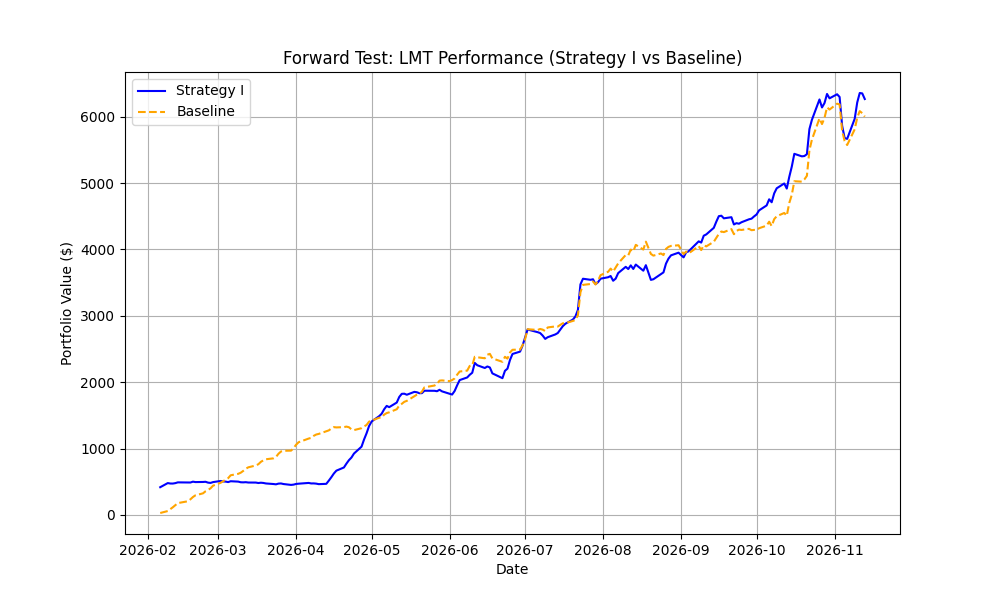 Forward Test: LMT Performance (Strategy I vs Baseline)
Strategy I
Baseline
Portfolio Value ($)
6000
5000
4000
3000
2000
1000
0
2026-02 2026-03 2026-04 2026-05 2026-06 2026-07 2026-08 2026-09 2026-10 2026-11
Date